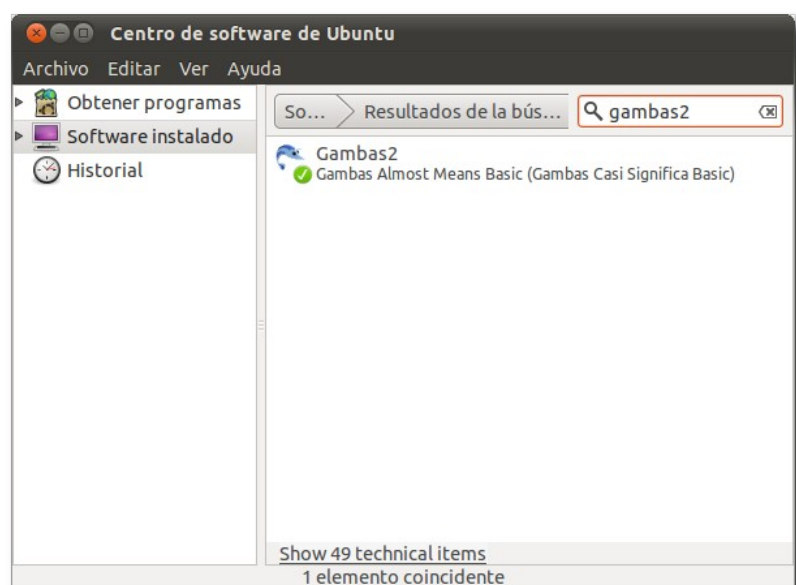 Centro de software de Ubuntu
Archivo Editar Ver Ayuda
Obtener programas
Software instalado
Historial
So... Resultados de la bús... gambas2
Gambas2
Gambas Almost Means Basic (Gambas Casi Significa Basic)
Show 49 technical items
1 elemento coincidente